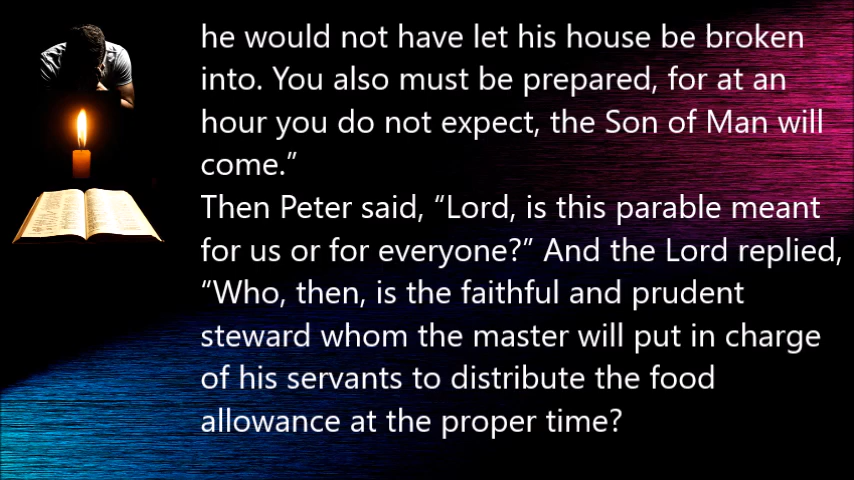 he would not have let his house be broken
into. You also must be prepared, for at an
hour you do not expect, the Son of Man will
come.”
Then Peter said, “Lord, is this parable meant
for us or for everyone?” And the Lord replied,
“Who, then, is the faithful and prudent
steward whom the master will put in charge
of his servants to distribute the food
allowance at the proper time?